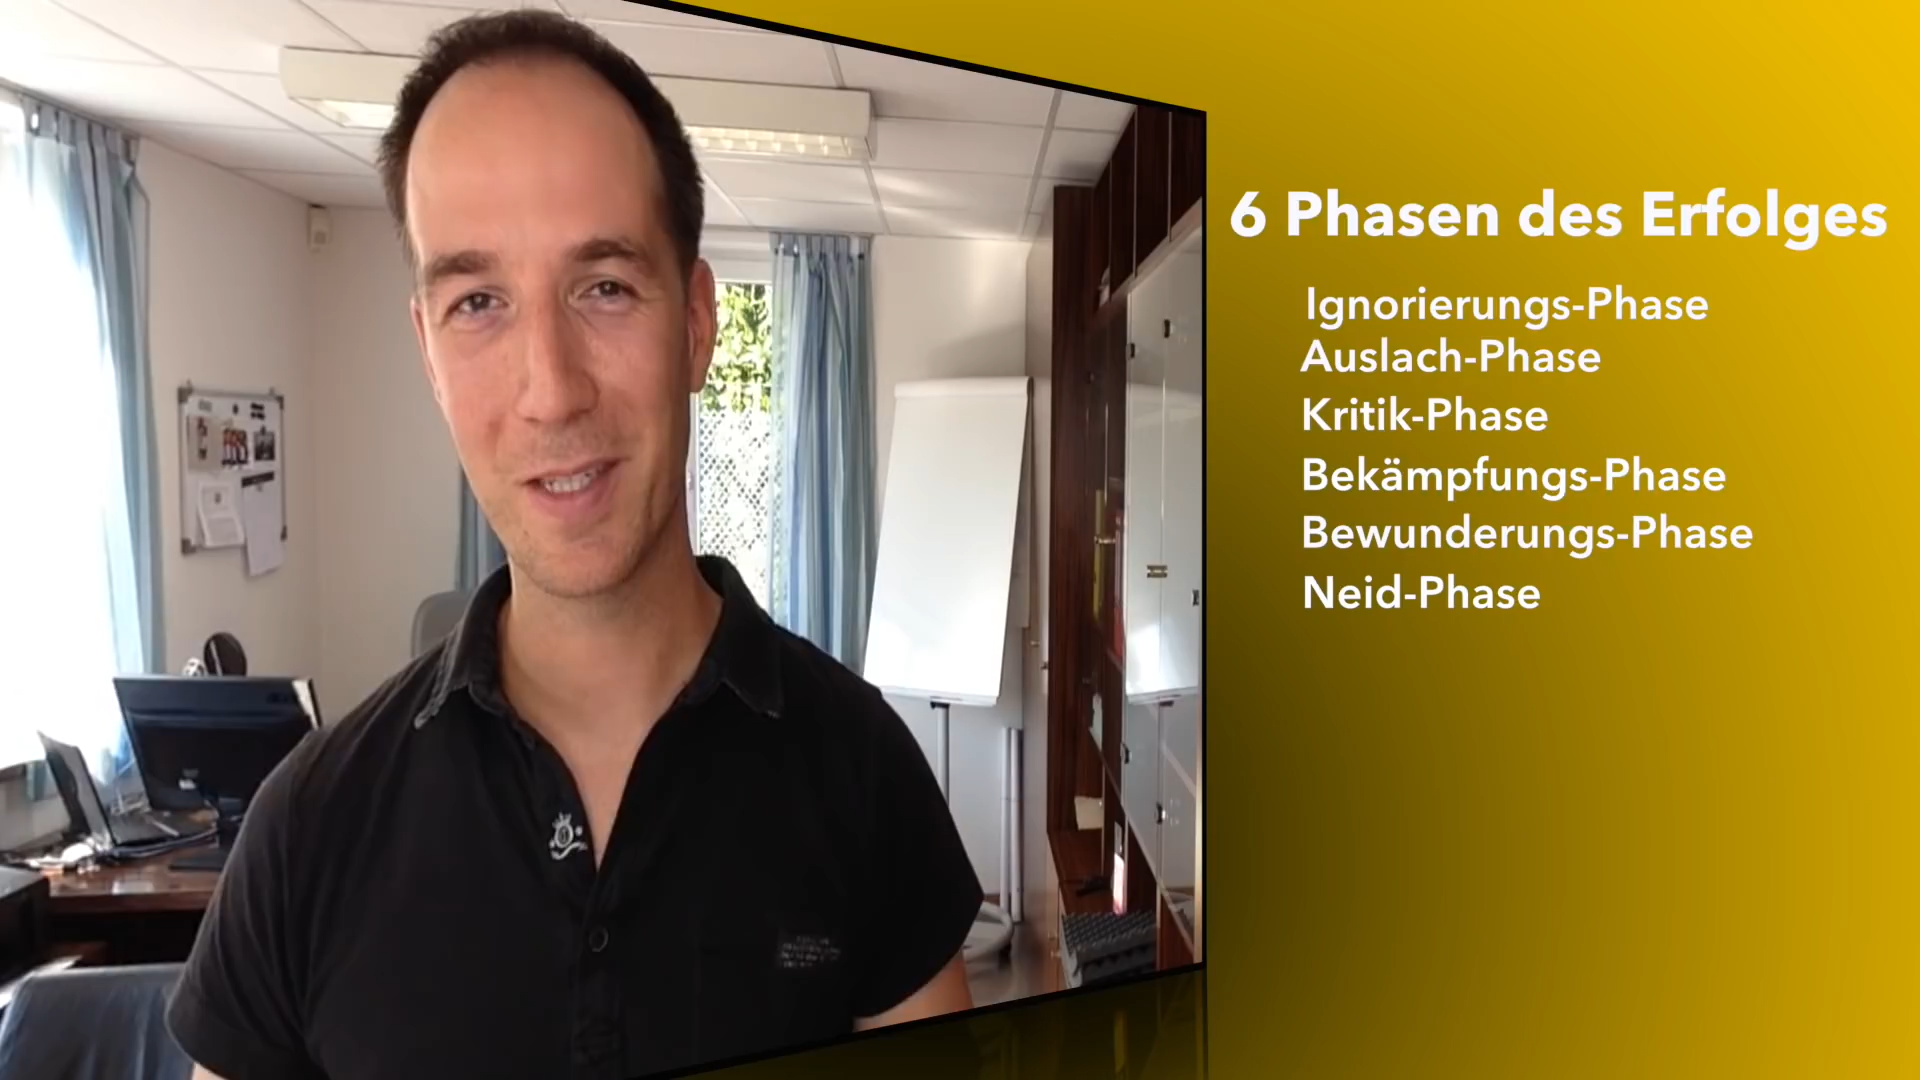 6 Phasen des Erfolges
Ignorierungs-Phase
Auslach-Phase
Kritik-Phase
Bekämpfungs-Phase
Bewunderungs-Phase
Neid-Phase